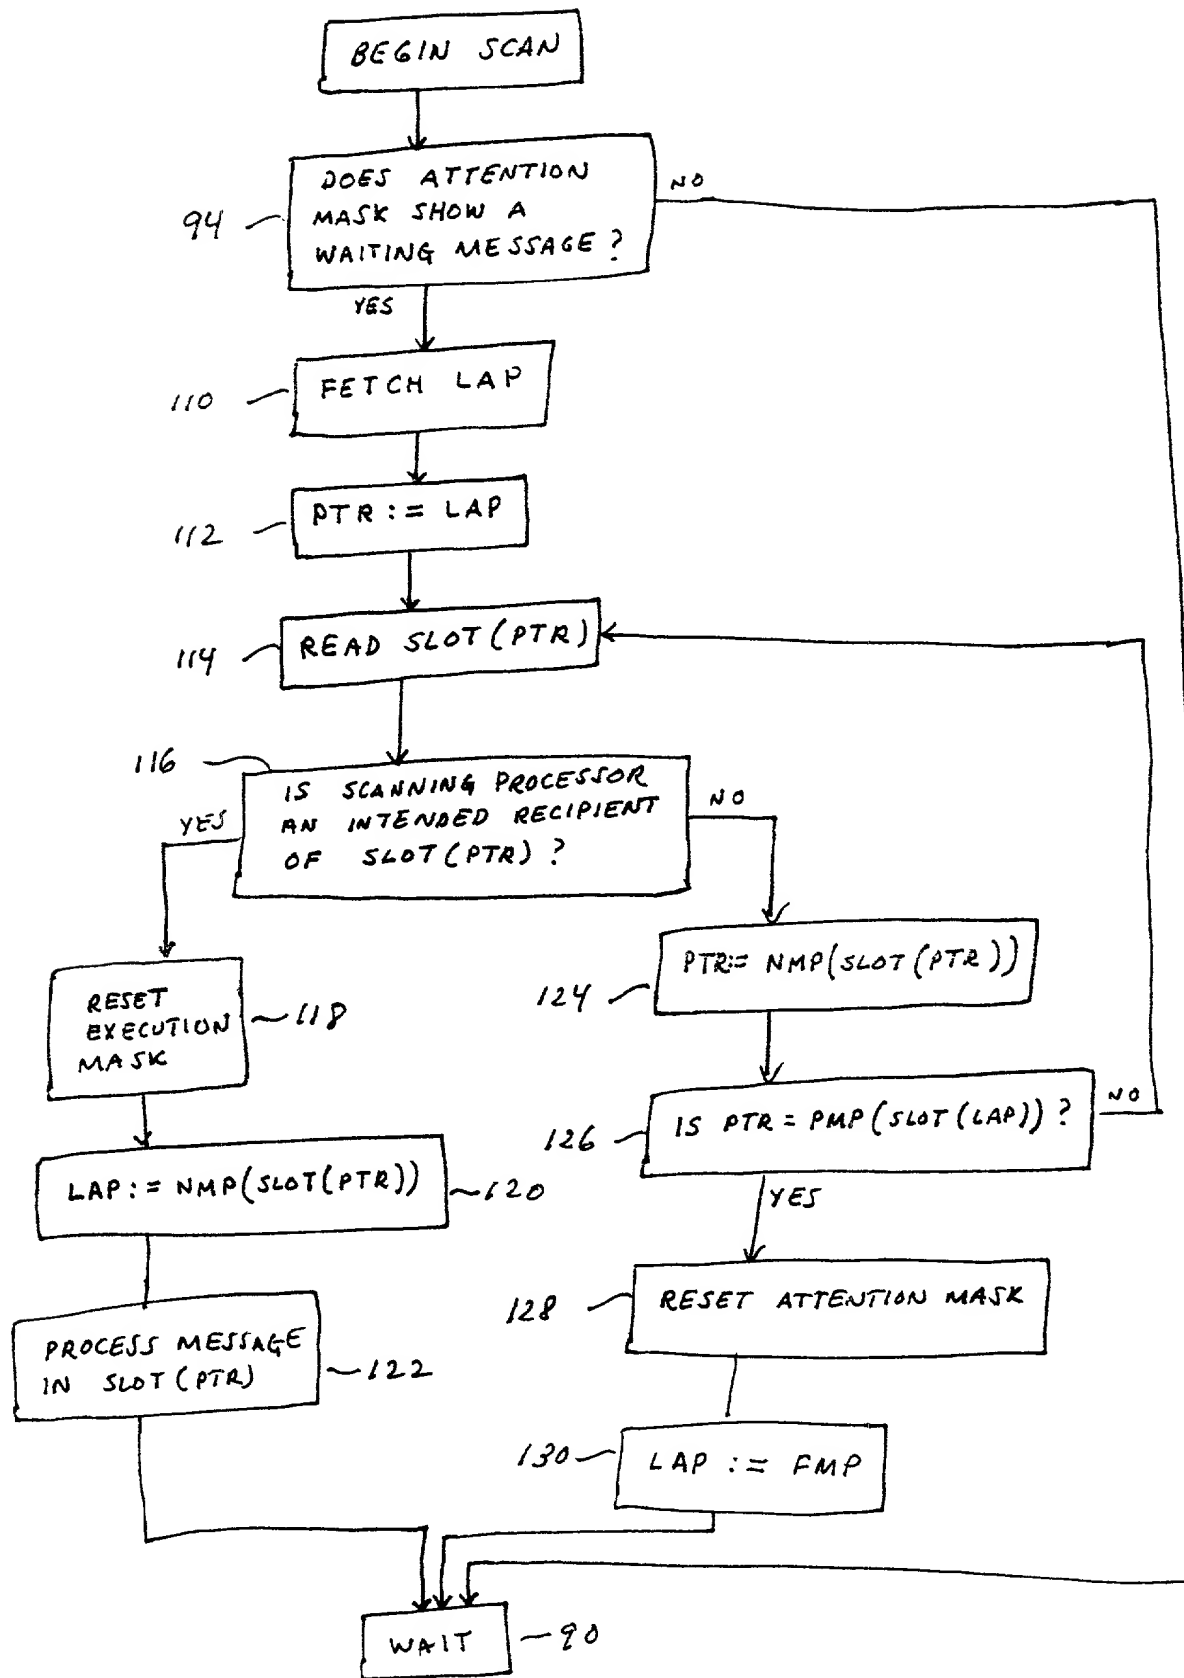 BEGIN SCAN
DOES ATTENTION
MASK SHOW A
WAITING MESSAGE ?
NO
94
YES
FETCH LAP
110
PTR := LAP
112
READ SLOT(PTR)
114
116
IS SCANNING PROCESSOR
AN INTENDED RECIPIENT
OF SLOT(PTR) ?
YES
NO
RESET
EXECUTION
MASK
118
PTR:= NMP(SLOT(PTR))
124
IS PTR = PMP(SLOT(LAP)) ?
NO
126
LAP := NMP(SLOT(PTR))
120
YES
RESET ATTENTION MASK
128
PROCESS MESSAGE
IN SLOT(PTR)
122
LAP := FMP
130
WAIT
90